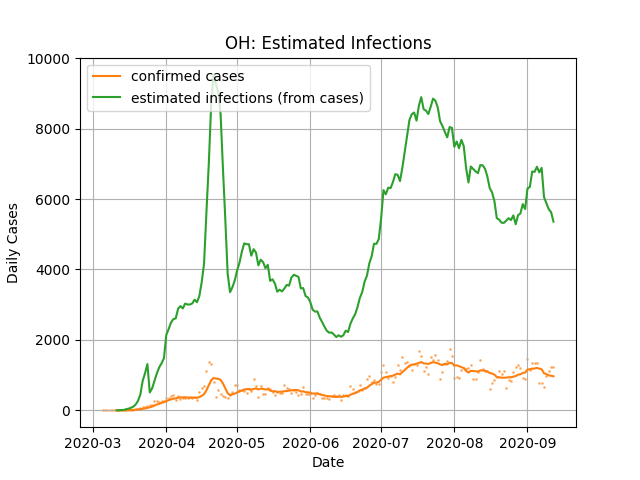 OH: Estimated Infections
10000
8000
6000
4000
2000
0
Daily Cases
confirmed cases
estimated infections (from cases)
2020-03 2020-04 2020-05 2020-06 2020-07 2020-08 2020-09
Date